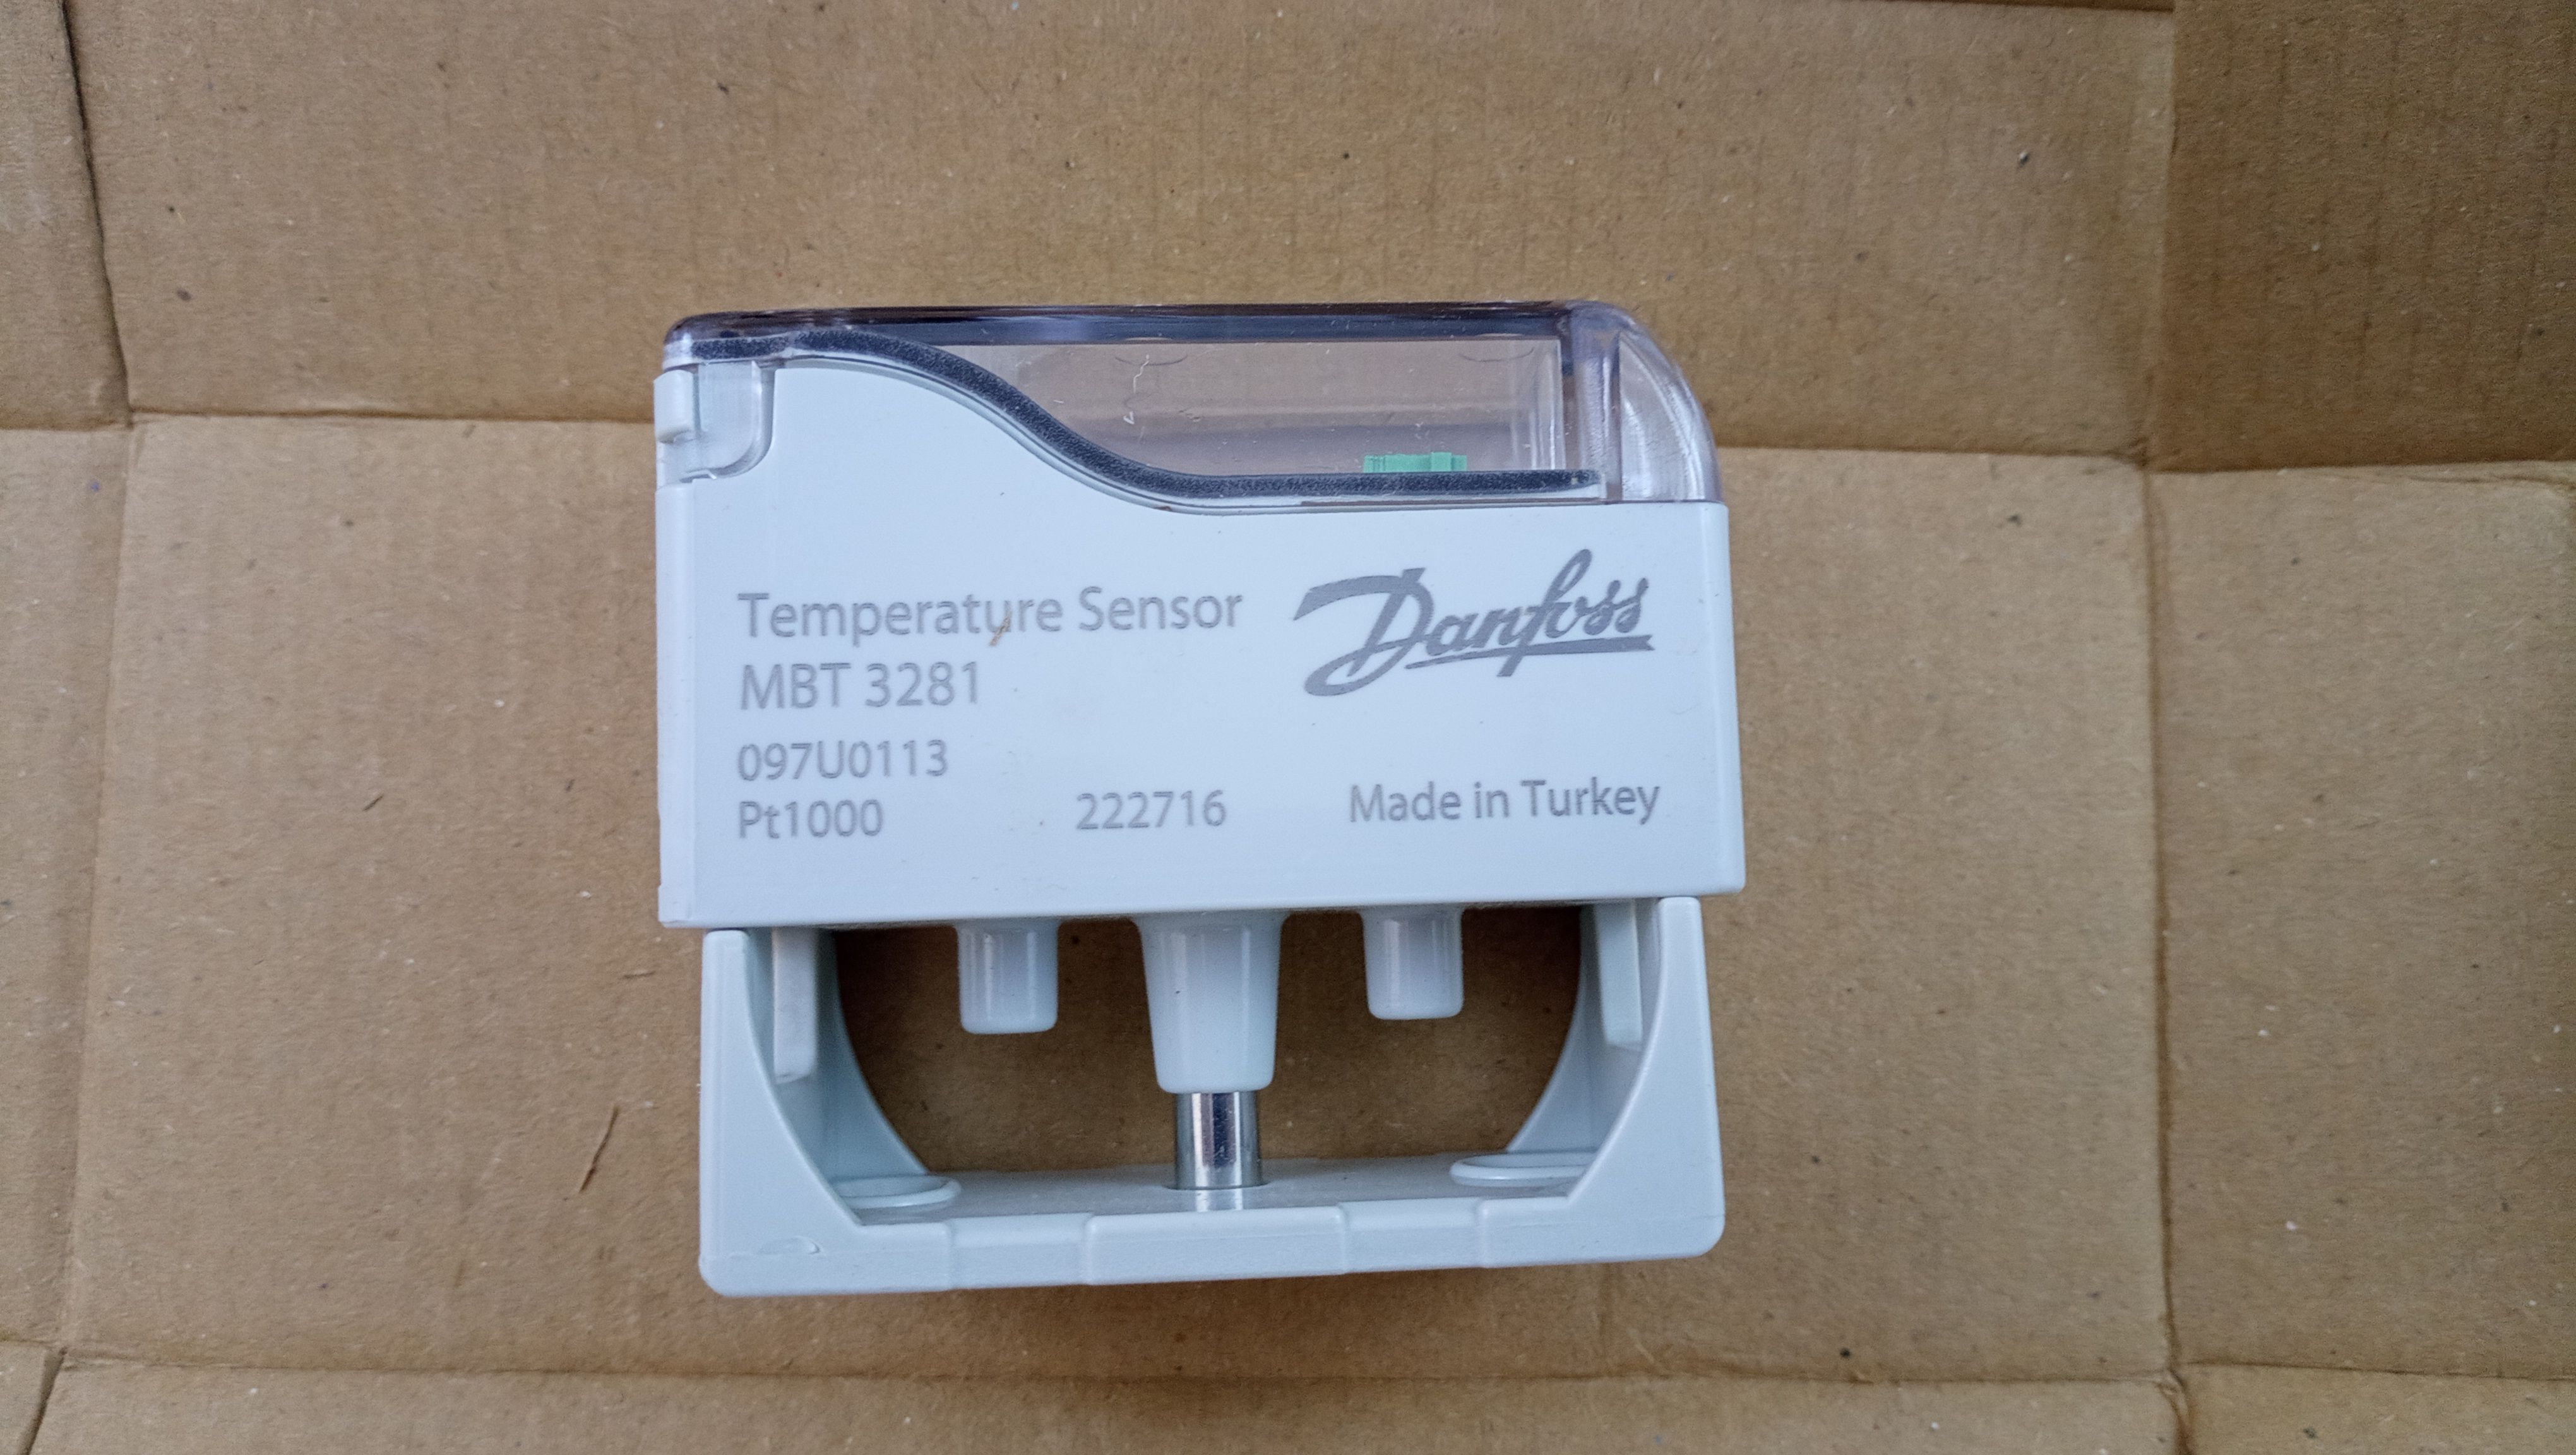 Temperature Sensor
Danfoss
MBT 3281
097U0113
Pt1000
222716
Made in Turkey